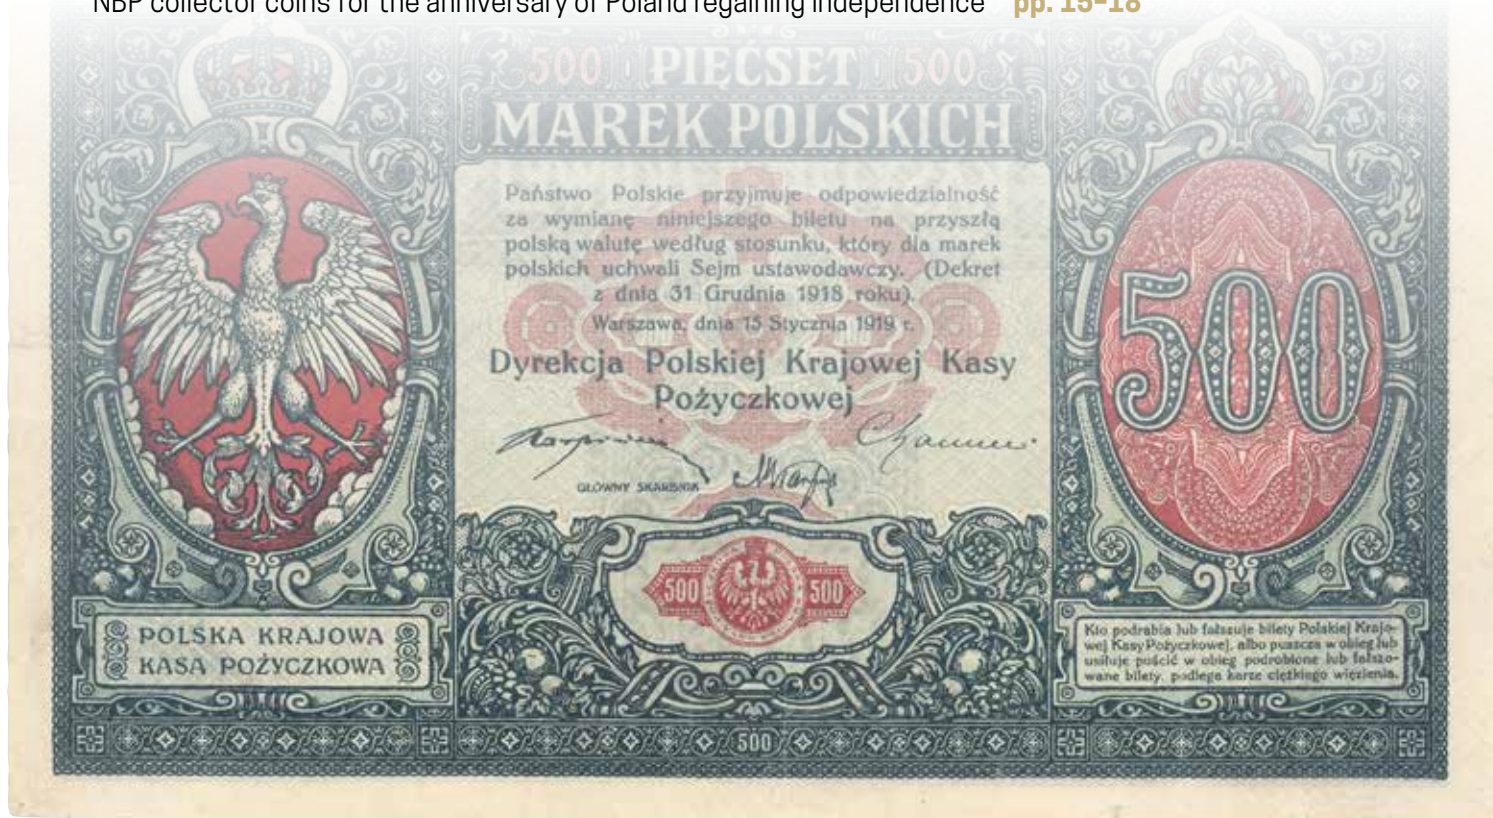 NBP collector coins for the anniversary of Poland regaining independence pp. 15–18
500 PIĘĆSET 500
MAREK POLSKICH
Państwo Polskie przyjmuje odpowiedzialność
za wymianę niniejszego biletu na przyszłą
polską walutę według stosunku, który dla marek
polskich uchwali Sejm ustawodawczy. (Dekret
z dnia 31 Grudnia 1918 roku).
Warszawa, dnia 15 Stycznia 1919 r.
Dyrekcja Polskiej Krajowej Kasy
Pożyczkowej
GŁÓWNY SKARBNIK
500
500 500
POLSKA KRAJOWA
KASA POŻYCZKOWA
Kto podrabia lub fałszuje bilety Polskiej Krajo-
wej Kasy Pożyczkowej, albo puszcza w obieg lub
usiłuje puścić w obieg podrobione lub fałszo-
wane bilety, podlega karze ciężkiego więzienia.
500